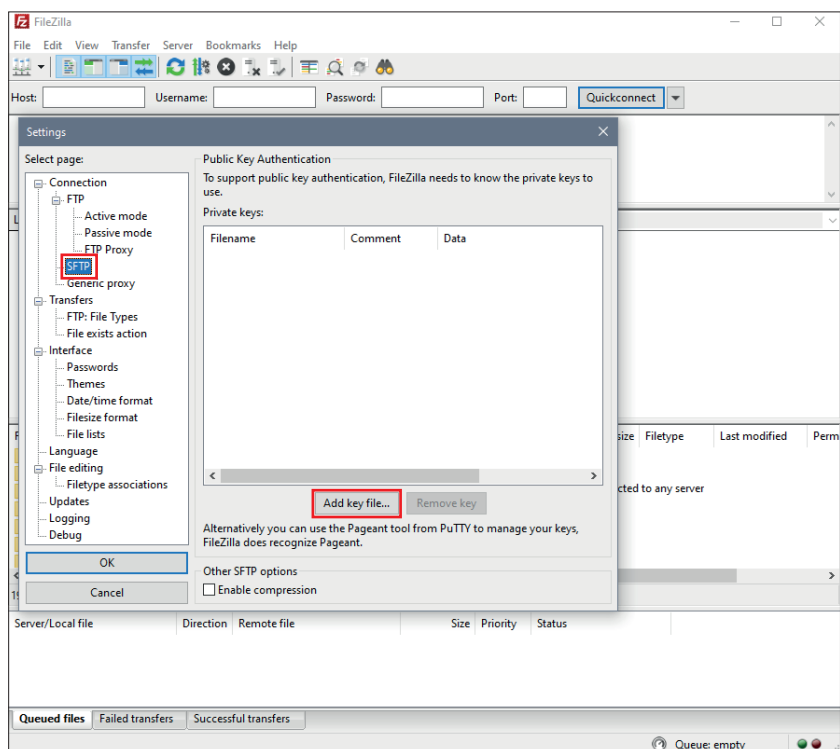 FileZilla
File Edit View Transfer Server Bookmarks Help
Host: Username: Password: Port: Quickconnect
Settings
Select page:
Connection
FTP
Active mode
Passive mode
FTP Proxy
SFTP
Generic proxy
Transfers
FTP: File Types
File exists action
Interface
Passwords
Themes
Date/time format
Filesize format
File lists
Language
File editing
Filetype associations
Updates
Logging
Debug
OK
Cancel
Public Key Authentication
To support public key authentication, FileZilla needs to know the private keys to
use.
Private keys:
Filename Comment Data
Add key file... Remove key
Alternatively you can use the Pageant tool from PuTTY to manage your keys,
FileZilla does recognize Pageant.
Other SFTP options
Enable compression
size Filetype Last modified Perm
cted to any server
Server/Local file Direction Remote file Size Priority Status
Queued files Failed transfers Successful transfers
Queue: empty